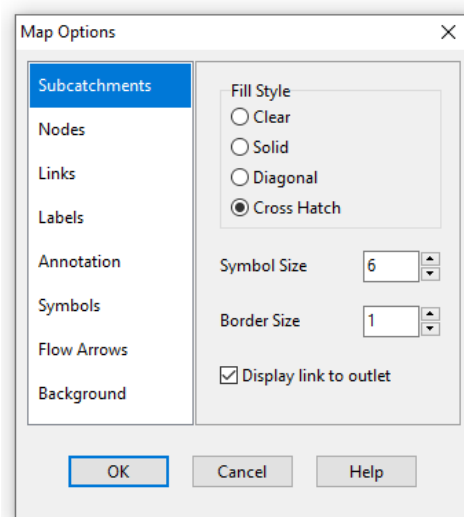 Map Options
Subcatchments
Nodes
Links
Labels
Annotation
Symbols
Flow Arrows
Background
Fill Style
Clear
Solid
Diagonal
Cross Hatch
Symbol Size 6
Border Size 1
Display link to outlet
OK Cancel Help